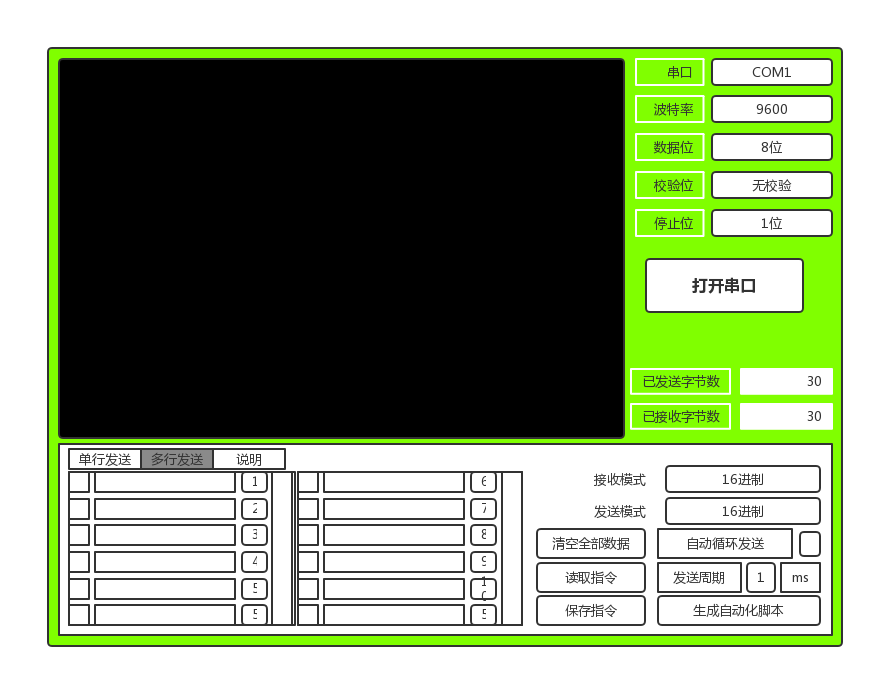 串口 COM1
波特率 9600
数据位 8位
校验位 无校验
停止位 1位
打开串口
已发送字节数 30
已接收字节数 30
单行发送 多行发送 说明
1 6
2 7
3 8
4 9
5 10
5 5
接收模式 16进制
发送模式 16进制
清空全部数据 自动循环发送
读取指令 发送周期 1 ms
保存指令 生成自动化脚本